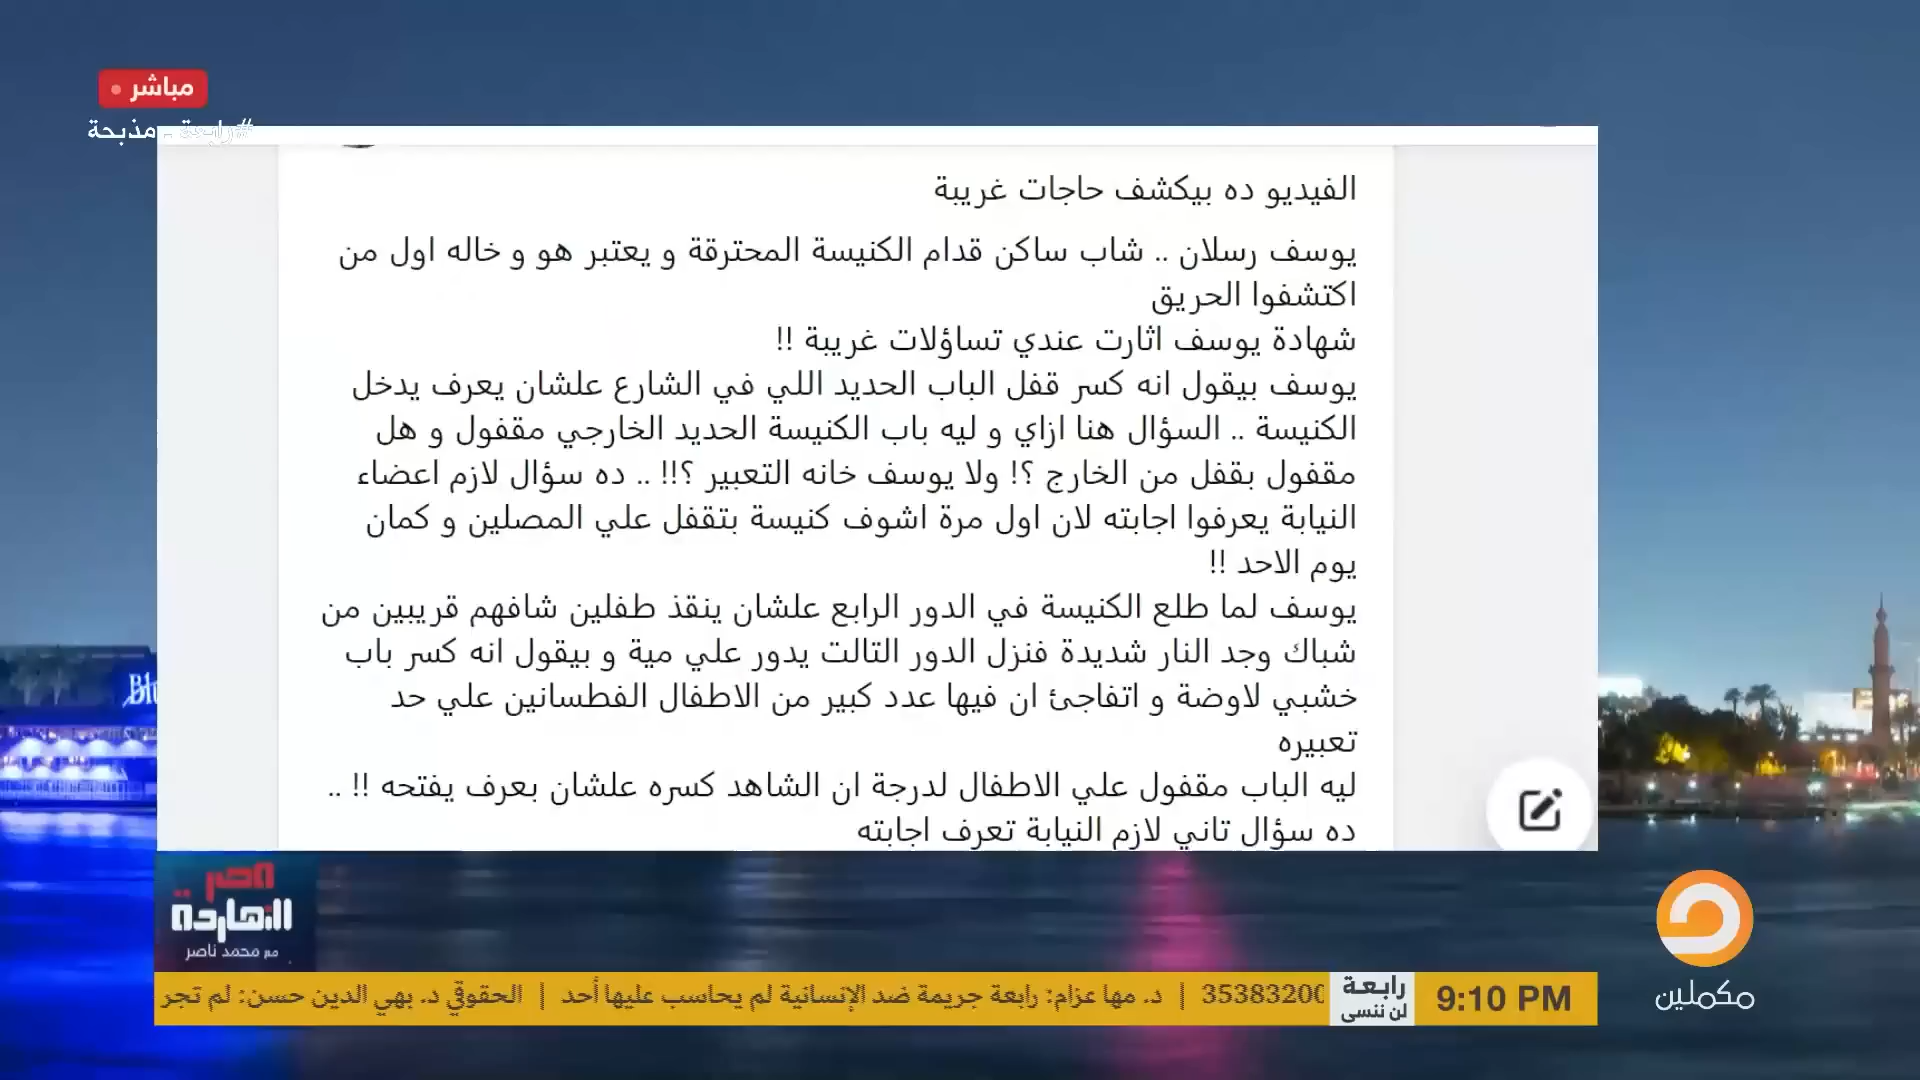 مباشر
#رابعة_مذبحة
الفيديو ده بيكشف حاجات غريبة
يوسف رسلان .. شاب ساكن قدام الكنيسة المحترقة و يعتبر هو و خاله اول من
اكتشفوا الحريق
شهادة يوسف اثارت عندي تساؤلات غريبة !!
يوسف بيقول انه كسر قفل الباب الحديد اللي في الشارع علشان يعرف يدخل
الكنيسة .. السؤال هنا ازاي و ليه باب الكنيسة الحديد الخارجي مقفول و هل
مقفول بقفل من الخارج ؟! ولا يوسف خانه التعبير ؟!! .. ده سؤال لازم اعضاء
النيابة يعرفوا اجابته لان اول مرة اشوف كنيسة بتقفل علي المصلين و كمان
يوم الاحد !!
يوسف لما طلع الكنيسة في الدور الرابع علشان ينقذ طفلين شافهم قريبين من
شباك وجد النار شديدة فنزل الدور التالت يدور علي مية و بيقول انه كسر باب
خشبي لاوضة و اتفاجئ ان فيها عدد كبير من الاطفال الفطسانين علي حد
تعبيره
ليه الباب مقفول علي الاطفال لدرجة ان الشاهد كسره علشان بعرف يفتحه !! ..
ده سؤال تاني لازم النيابة تعرف اجابته
مصر
النهاردة
مع محمد ناصر
مكملين
9:10 PM
رابعة
لن ننسى
35383200 | د. مها عزام: رابعة جريمة ضد الإنسانية لم يحاسب عليها أحد | الحقوقي د. بهي الدين حسن: لم تجر